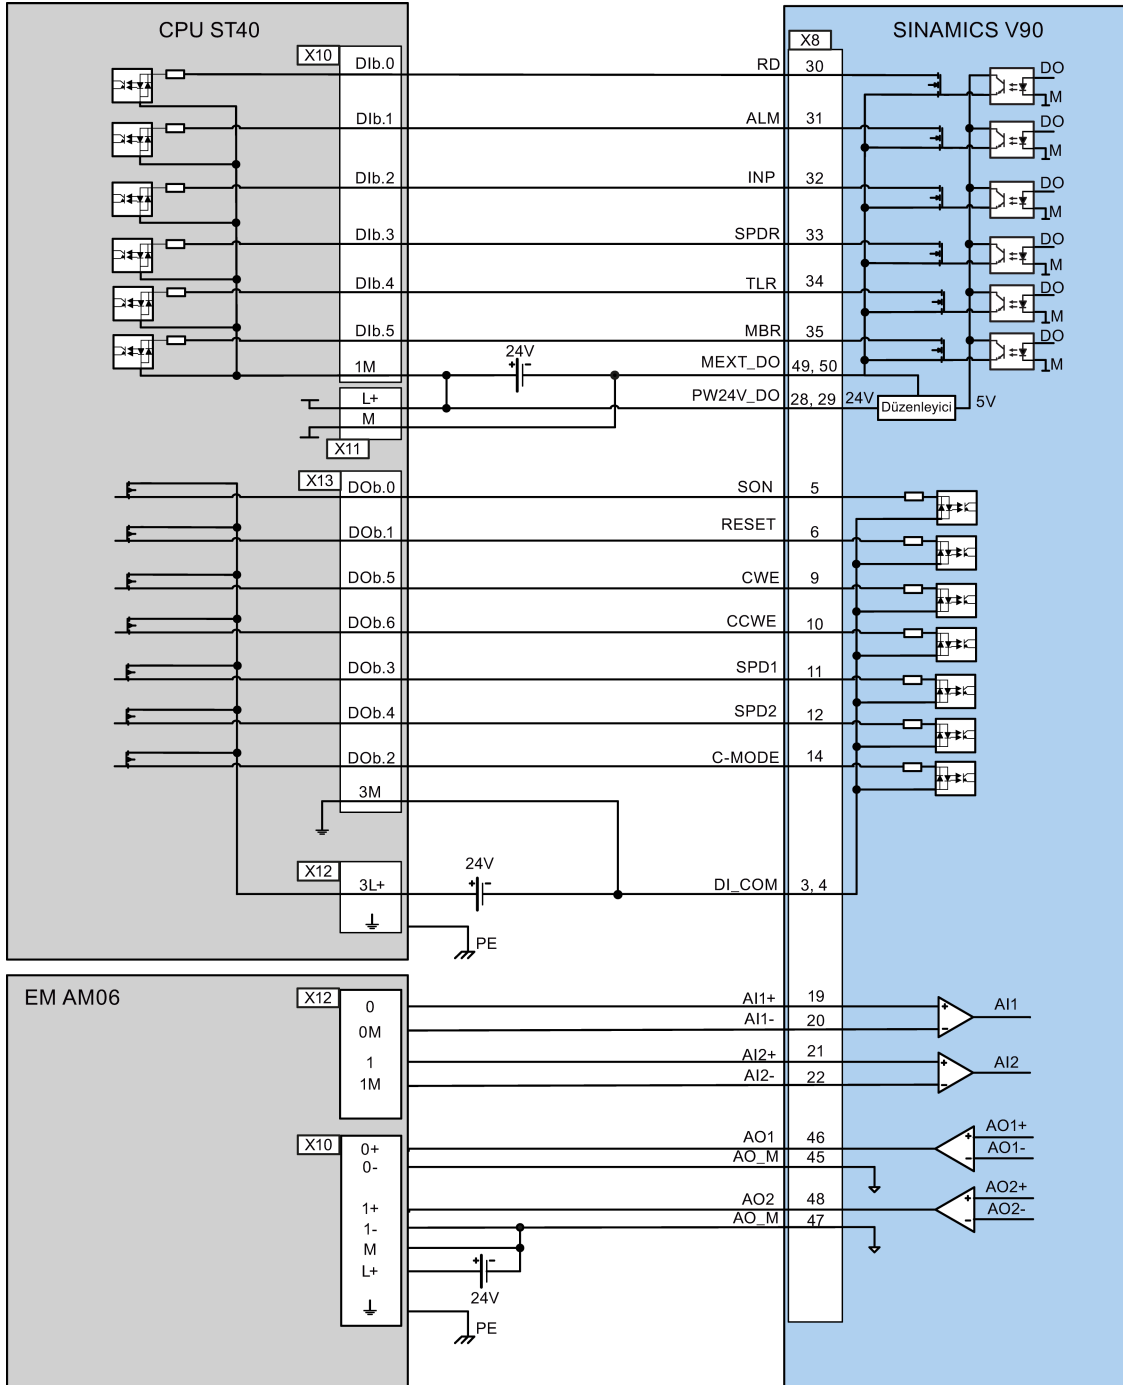 CPU ST40
SINAMICS V90
X10
X8
DIb.0
RD
30
DO
M
DIb.1
ALM
31
DO
M
DIb.2
INP
32
DO
M
DIb.3
SPDR
33
DO
M
DIb.4
TLR
34
DO
M
DIb.5
MBR
35
DO
M
24V
+ -
1M
MEXT_DO
49, 50
L+
PW24V_DO
28, 29
24V
Düzenleyici
5V
M
X11
X13
DOb.0
SON
5
DOb.1
RESET
6
DOb.5
CWE
9
DOb.6
CCWE
10
DOb.3
SPD1
11
DOb.4
SPD2
12
DOb.2
C-MODE
14
3M
X12
24V
+ -
3L+
DI_COM
3, 4
PE
EM AM06
X12
0
AI1+
19
+
AI1
0M
AI1-
20
-
1
AI2+
21
+
AI2
1M
AI2-
22
-
X10
0+
AO1
46
+
AO1+
0-
AO_M
45
-
AO1-
1+
AO2
48
+
AO2+
1-
AO_M
47
-
AO2-
M
L+
+ -
24V
PE